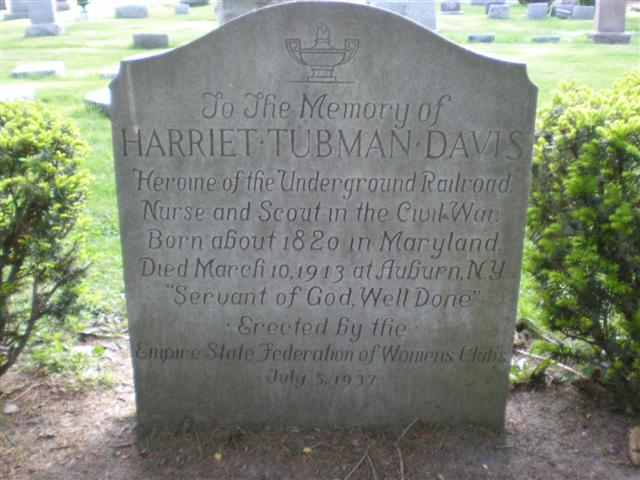 To The Memory of
HARRIET · TUBMAN · DAVIS
Heroine of the Underground Railroad.
Nurse and Scout in the Civil War.
Born about 1820 in Maryland.
Died March 10, 1913 at Auburn, N.Y.
"Servant of God, Well Done"
· Erected by the ·
Empire State Federation of Womens Clubs
· July 5, 1937 ·